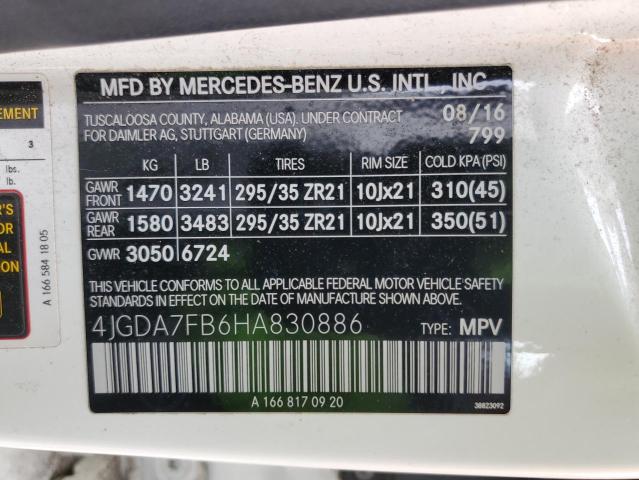 MFD BY MERCEDES-BENZ U.S. INTL., INC
TUSCALOOSA COUNTY, ALABAMA (USA). UNDER CONTRACT 08/16
FOR DAIMLER AG, STUTTGART (GERMANY) 799
KG LB TIRES RIM SIZE COLD KPA (PSI)
GAWR FRONT 1470 3241 295/35 ZR21 10Jx21 310(45)
GAWR REAR 1580 3483 295/35 ZR21 10Jx21 350(51)
GVWR 3050 6724
THIS VEHICLE CONFORMS TO ALL APPLICABLE FEDERAL MOTOR VEHICLE SAFETY
STANDARDS IN EFFECT ON THE DATE OF MANUFACTURE SHOWN ABOVE.
4JGDA7FB6HA830886 TYPE: MPV
A 166 817 09 20
38823092
3
lbs.
lb.
A 166 584 18 05